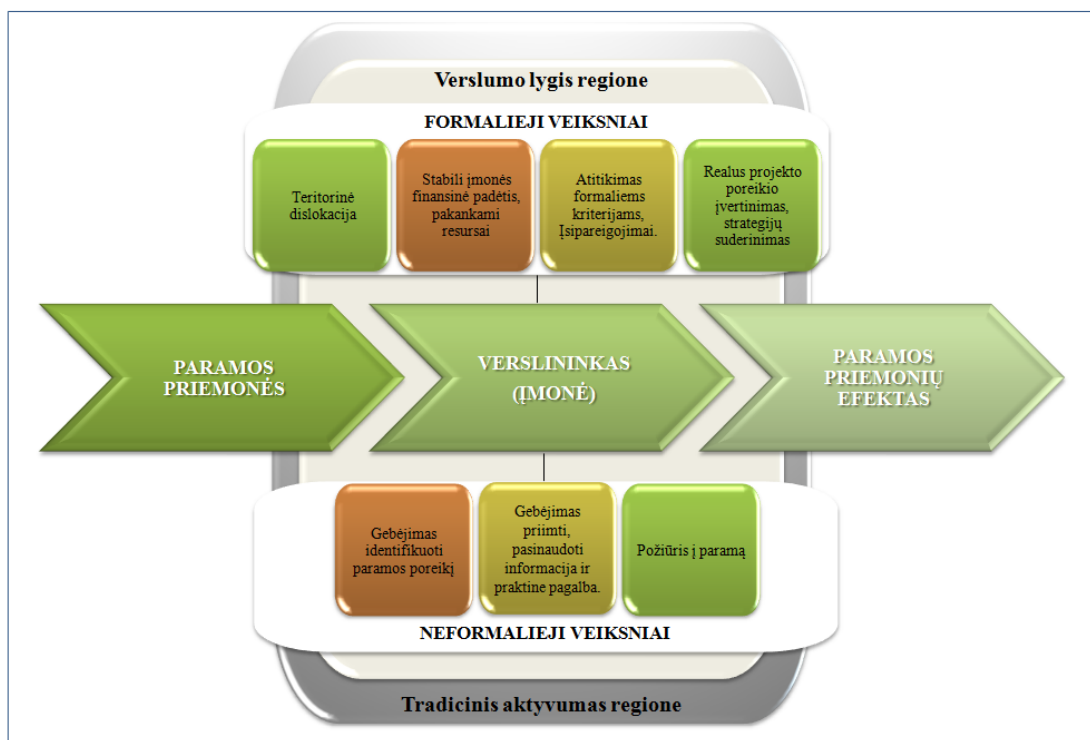 Verslumo lygis regione
FORMALIEJI VEIKSNIAI
Teritorinė
dislokacija
Stabili įmonės
finansinė padėtis,
pakankami
resursai
Atitikimas
formaliems
kriterijams,
Įsipareigojimai.
Realus projekto
poreikio
įvertinimas,
strategijų
suderinimas
PARAMOS
PRIEMONĖS
VERSLININKAS
(ĮMONĖ)
PARAMOS
PRIEMONIŲ
EFEKTAS
Gebėjimas
identifikuoti
paramos poreikį
Gebėjimas
priimti,
pasinaudoti
informacija ir
praktine pagalba.
Požiūris į paramą
NEFORMALIEJI VEIKSNIAI
Tradicinis aktyvumas regione